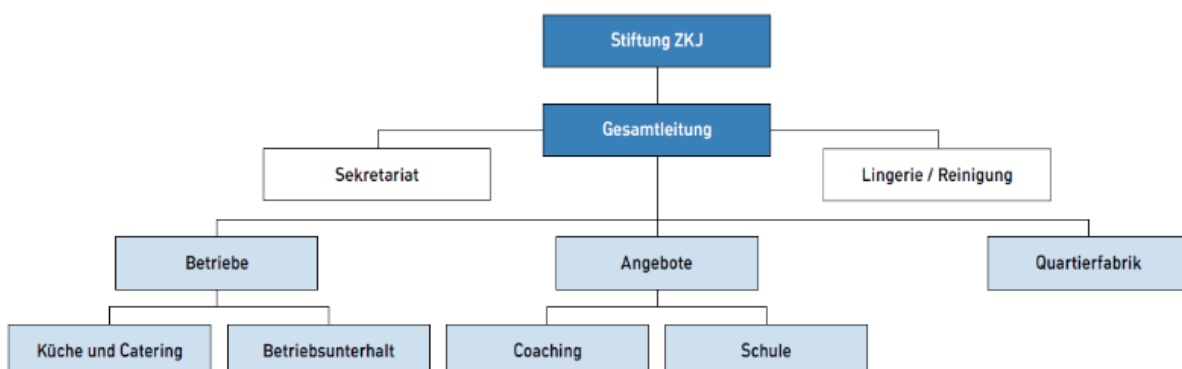 Stiftung ZKJ
Gesamtleitung
Sekretariat
Lingerie / Reinigung
Betriebe
Angebote
Quartierfabrik
Küche und Catering
Betriebsunterhalt
Coaching
Schule